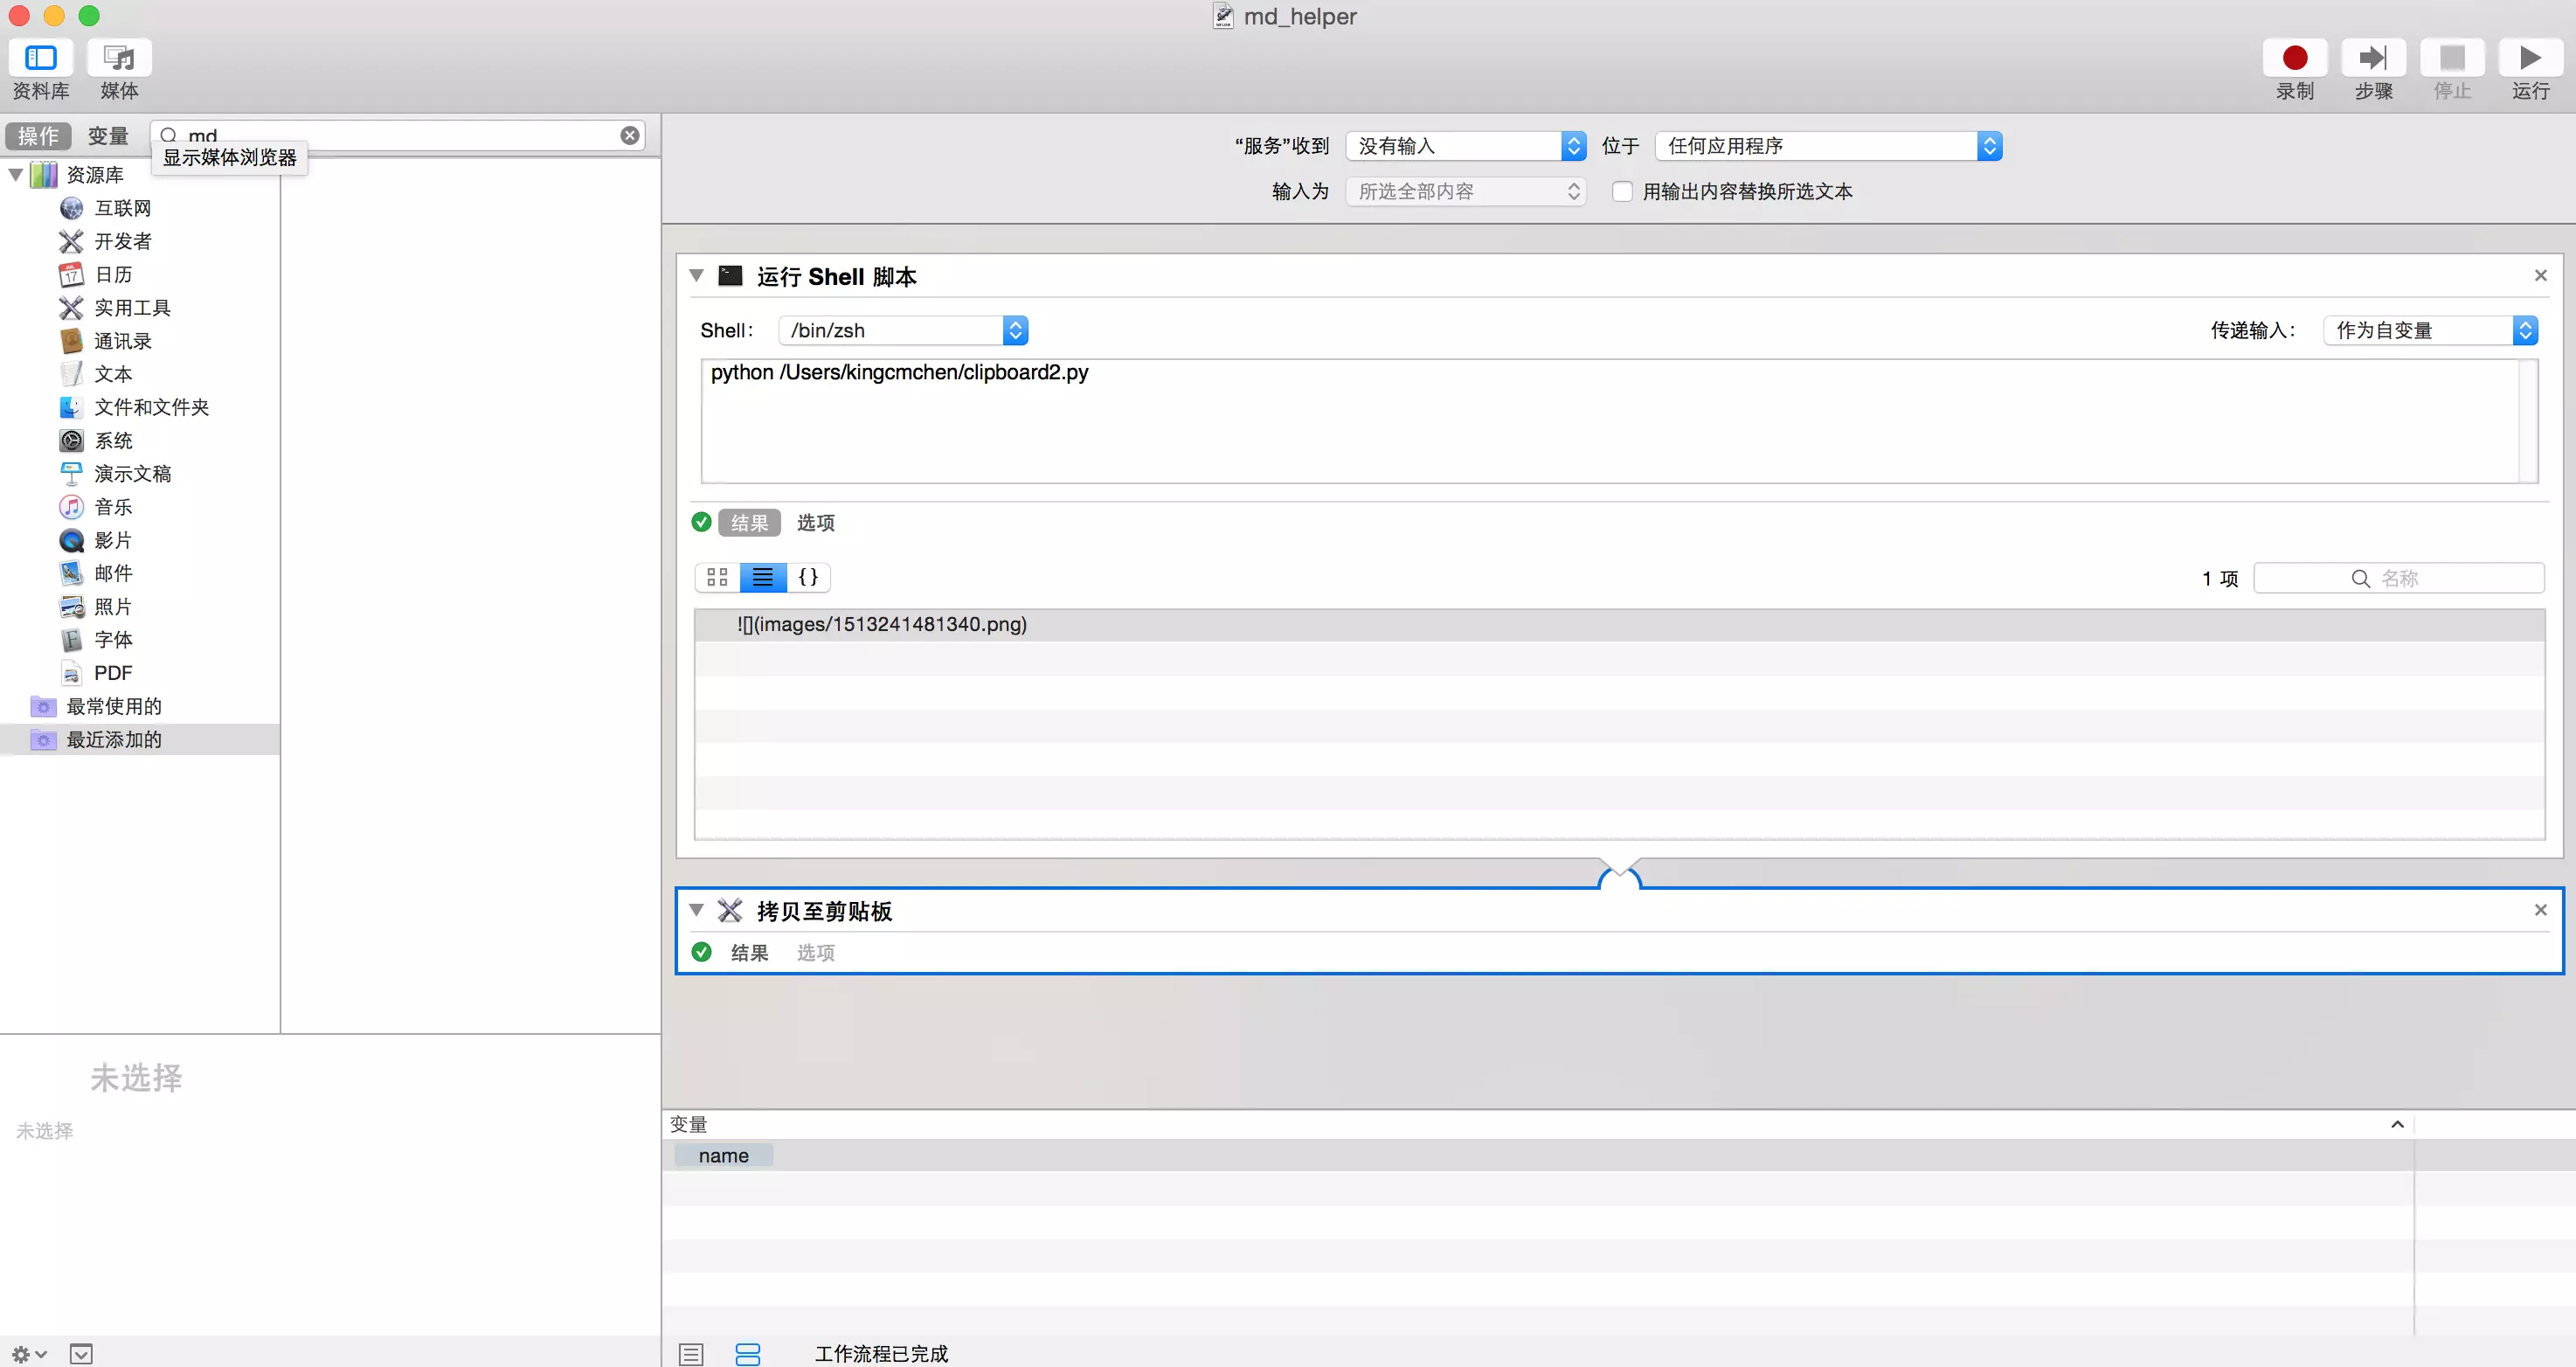 md_helper
资料库
媒体
录制
步骤
停止
运行
操作
变量
md
显示媒体浏览器
资源库
互联网
开发者
日历
实用工具
通讯录
文本
文件和文件夹
系统
演示文稿
音乐
影片
邮件
照片
字体
PDF
最常使用的
最近添加的
未选择
未选择
“服务”收到 没有输入 位于 任何应用程序
输入为 所选全部内容 用输出内容替换所选文本
运行 Shell 脚本
Shell: /bin/zsh 传递输入: 作为自变量
python /Users/kingcmchen/clipboard2.py
结果 选项
{} 1 项 名称
![](images/1513241481340.png)
拷贝至剪贴板
结果 选项
变量
name
工作流程已完成